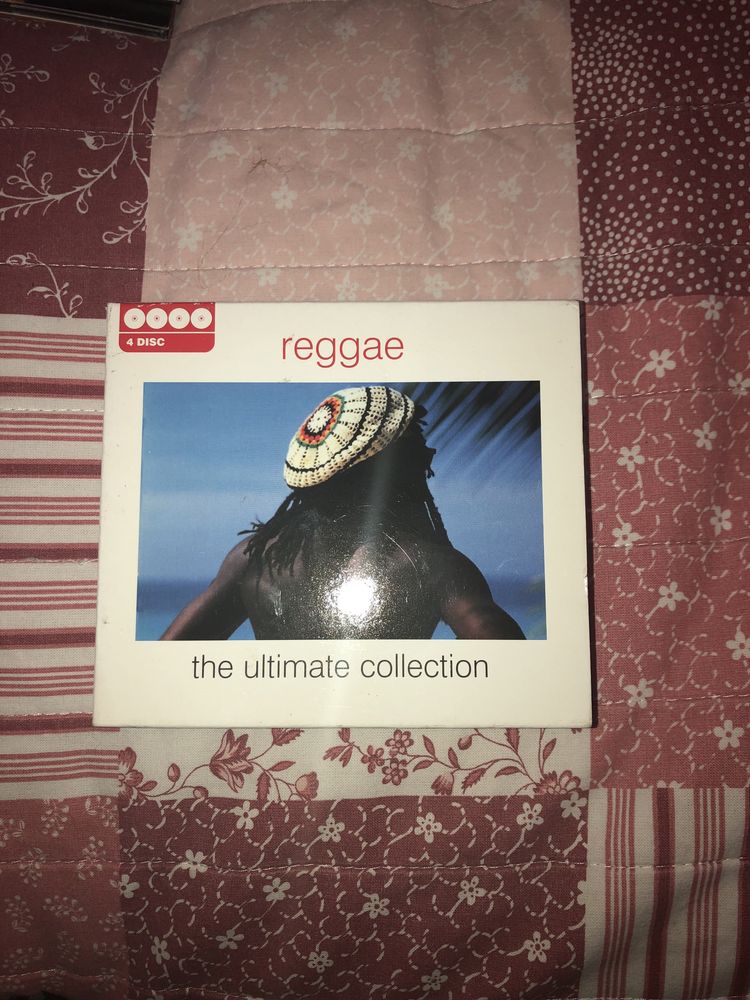 4 DISC
reggae
the ultimate collection